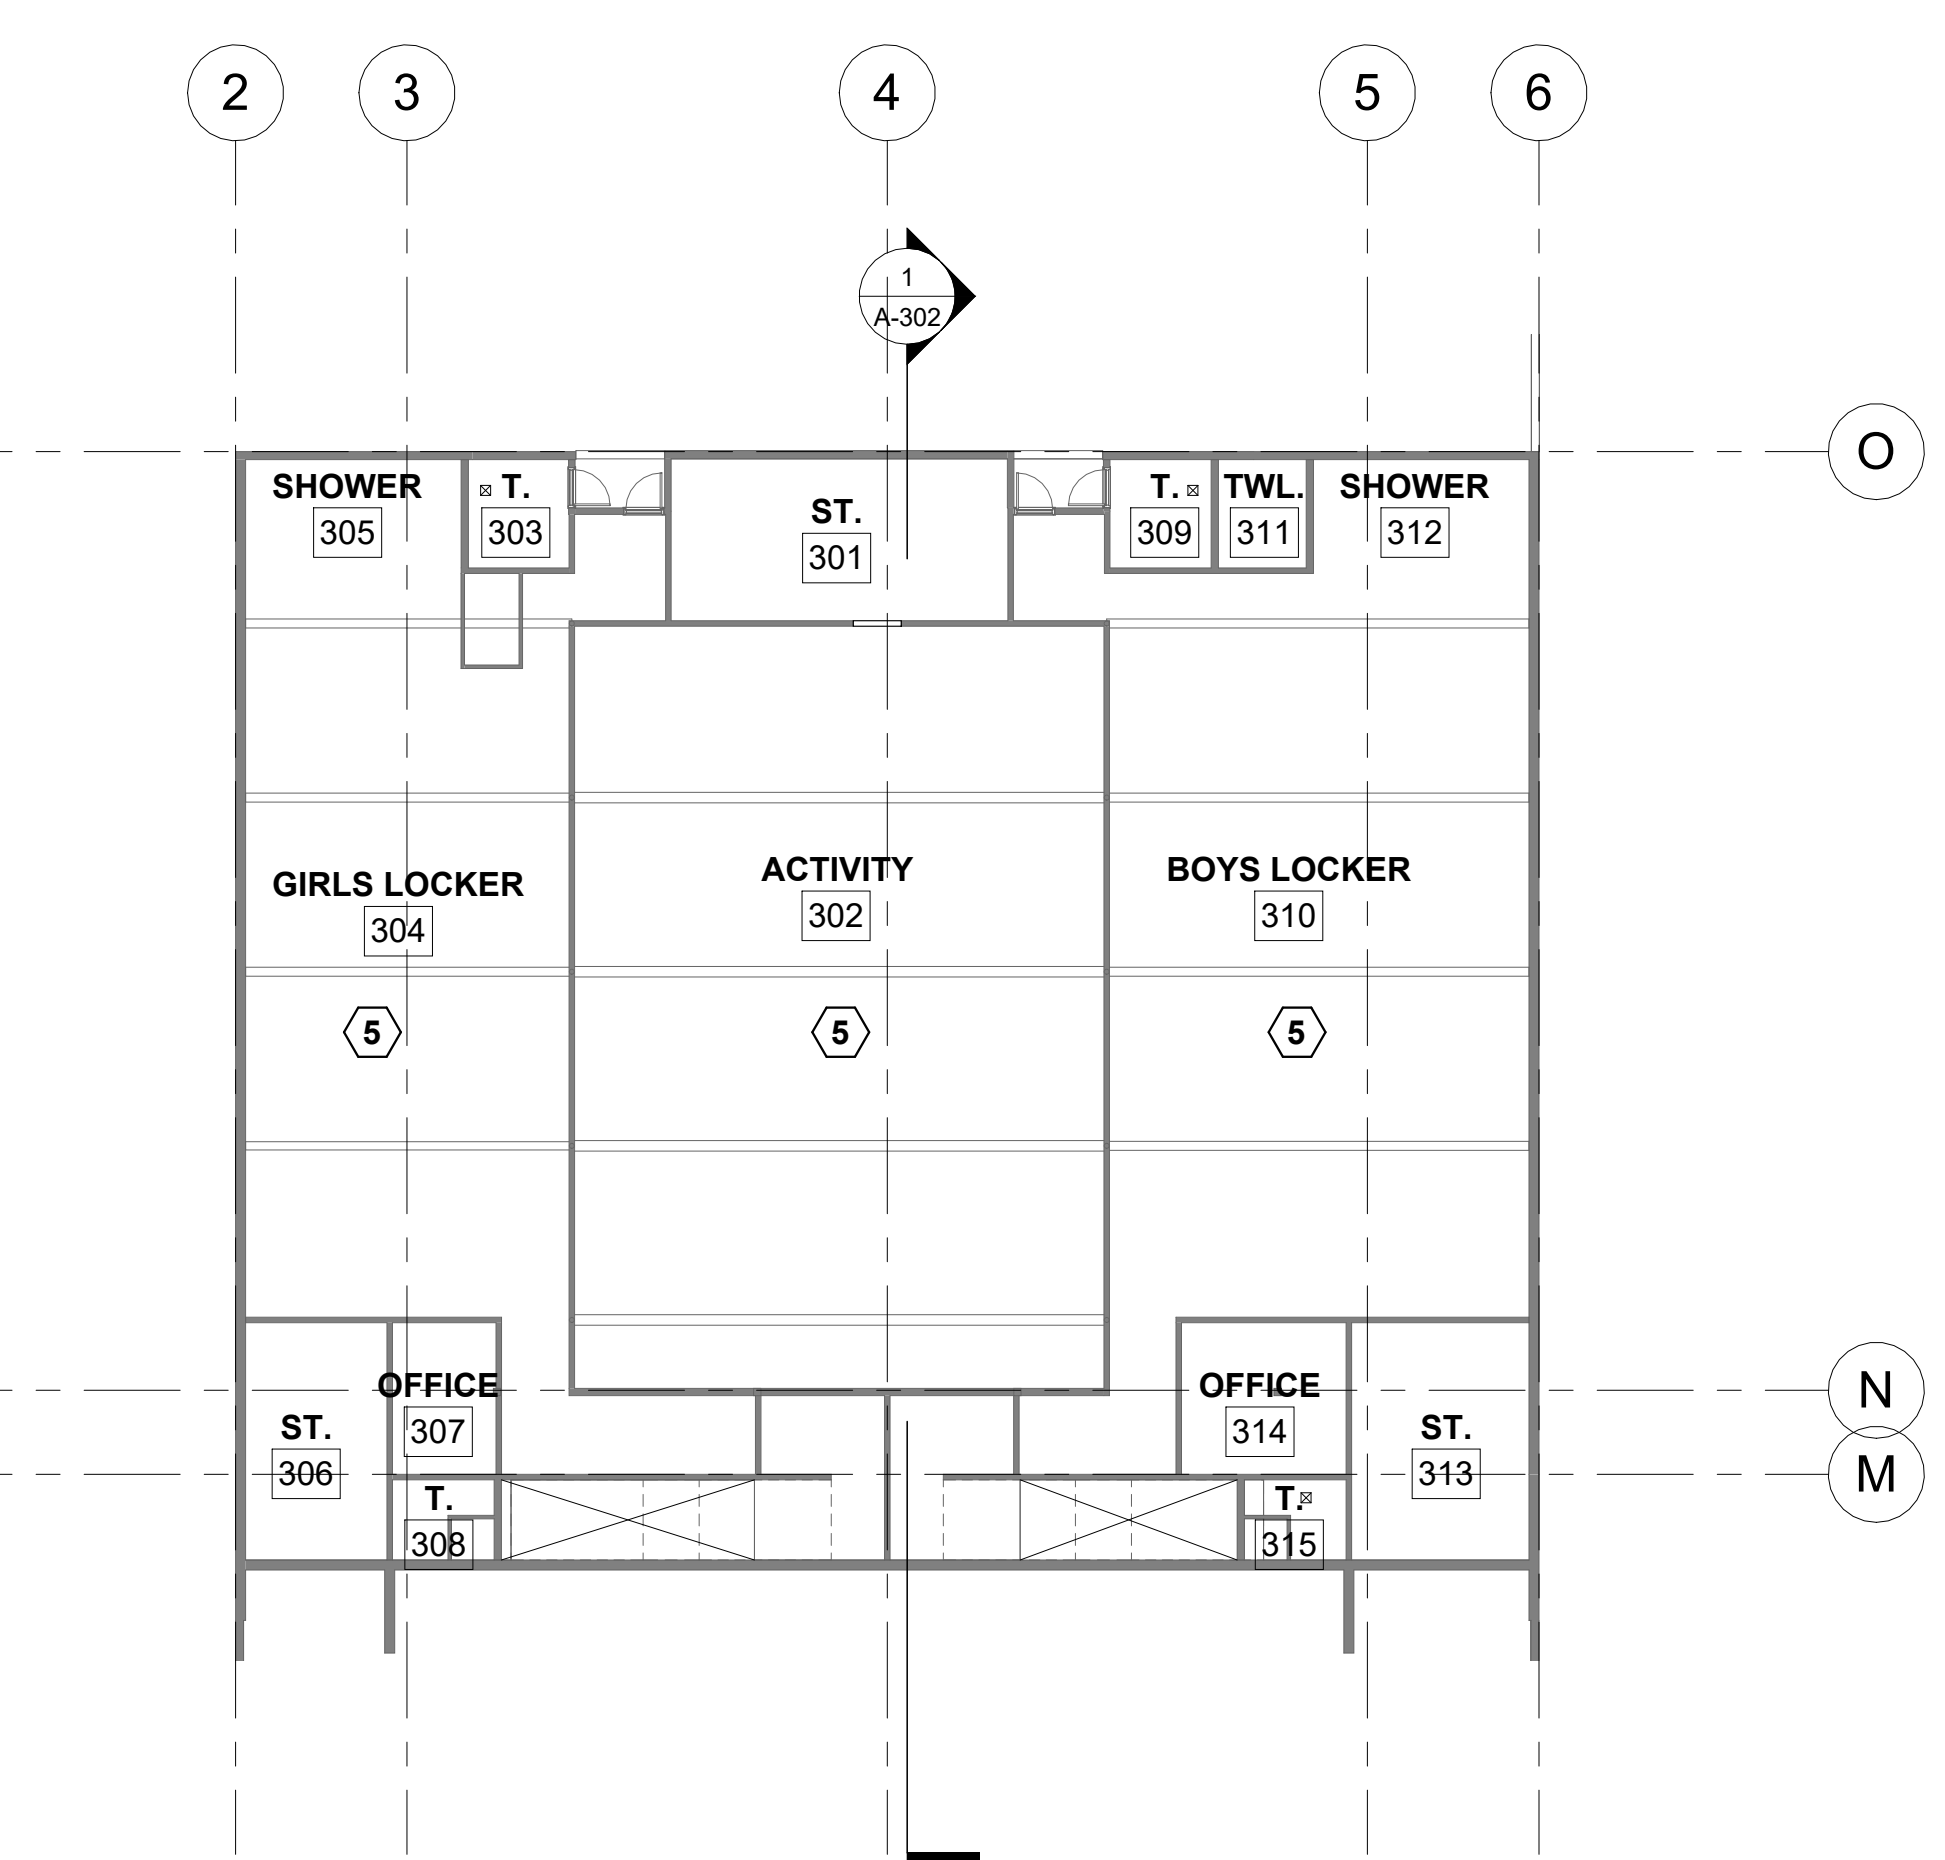 2
3
4
5
6
1
A-302
O
SHOWER
305
T.
303
ST.
301
T.
309
TWL.
311
SHOWER
312
GIRLS LOCKER
304
ACTIVITY
302
BOYS LOCKER
310
5
5
5
OFFICE
307
OFFICE
314
N
ST.
306
ST.
313
M
T.
308
T.
315